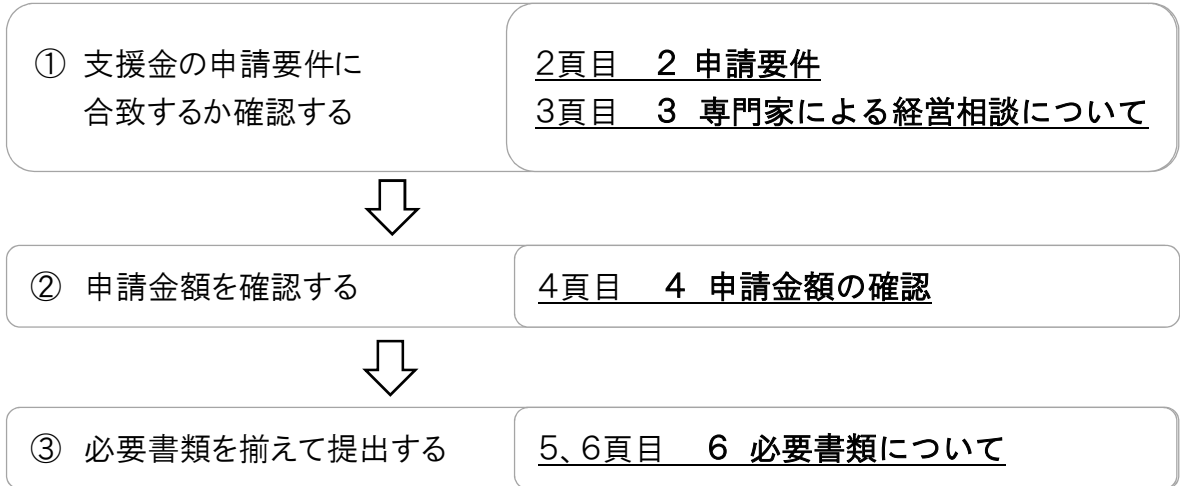 ① 支援金の申請要件に
合致するか確認する
2頁目 2 申請要件
3頁目 3 専門家による経営相談について
② 申請金額を確認する
4頁目 4 申請金額の確認
③ 必要書類を揃えて提出する
5、6頁目 6 必要書類について